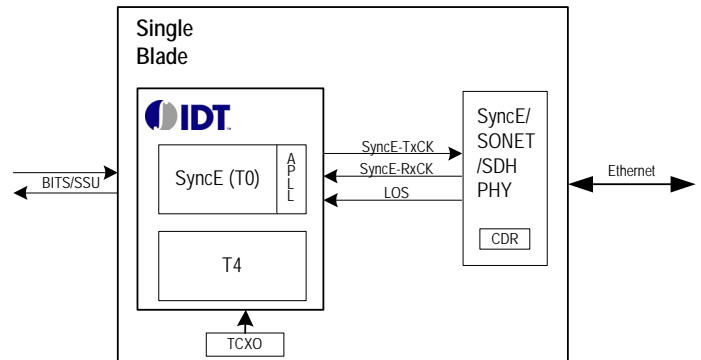 Single
Blade
IDT
SyncE (T0)
APLL
T4
TCXO
BITS/SSU
SyncE-TxCK
SyncE-RxCK
LOS
SyncE/
SONET
/SDH
PHY
CDR
Ethernet